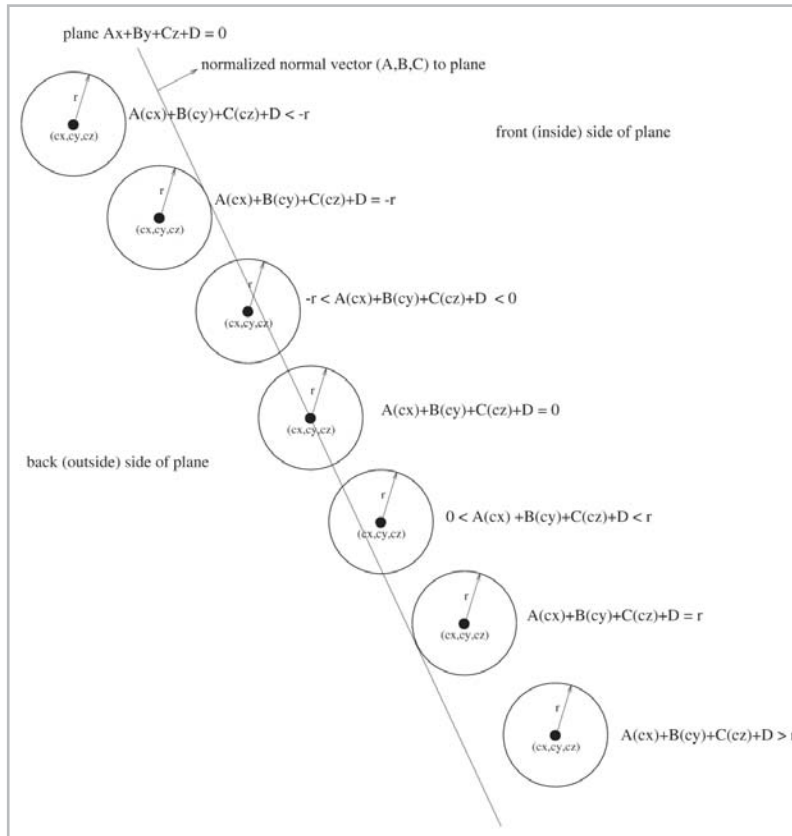 plane Ax+By+Cz+D = 0
normalized normal vector (A,B,C) to plane
r
A(cx)+B(cy)+C(cz)+D < -r
(cx,cy,cz)
front (inside) side of plane
r
A(cx)+B(cy)+C(cz)+D = -r
(cx,cy,cz)
r
-r < A(cx)+B(cy)+C(cz)+D < 0
(cx,cy,cz)
r
A(cx)+B(cy)+C(cz)+D = 0
(cx,cy,cz)
back (outside) side of plane
r
0 < A(cx) +B(cy)+C(cz)+D < r
(cx,cy,cz)
r
A(cx)+B(cy)+C(cz)+D = r
(cx,cy,cz)
r
A(cx)+B(cy)+C(cz)+D > r
(cx,cy,cz)